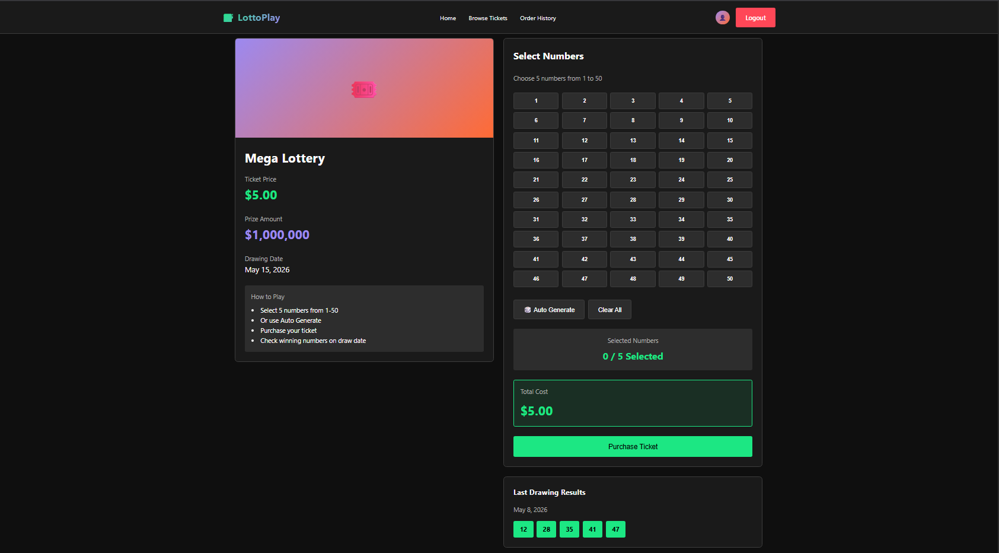 LottoPlay
Home Browse Tickets Order History
Logout
Mega Lottery
Ticket Price
$5.00
Prize Amount
$1,000,000
Drawing Date
May 15, 2026
How to Play
Select 5 numbers from 1-50
Or use Auto Generate
Purchase your ticket
Check winning numbers on draw date
Select Numbers
Choose 5 numbers from 1 to 50
1 2 3 4 5
6 7 8 9 10
11 12 13 14 15
16 17 18 19 20
21 22 23 24 25
26 27 28 29 30
31 32 33 34 35
36 37 38 39 40
41 42 43 44 45
46 47 48 49 50
Auto Generate Clear All
Selected Numbers
0 / 5 Selected
Total Cost
$5.00
Purchase Ticket
Last Drawing Results
May 8, 2026
12 28 35 41 47